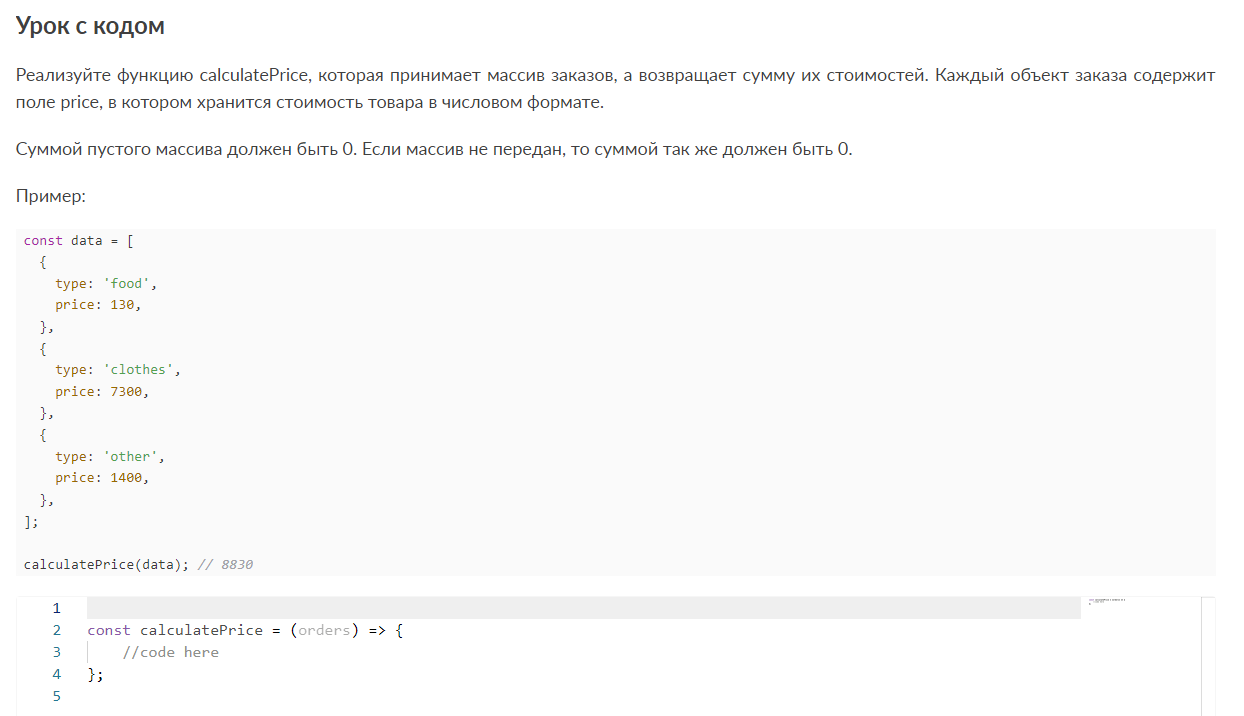 Урок с кодом
Реализуйте функцию calculatePrice, которая принимает массив заказов, а возвращает сумму их стоимостей. Каждый объект заказа содержит
поле price, в котором хранится стоимость товара в числовом формате.
Суммой пустого массива должен быть 0. Если массив не передан, то суммой так же должен быть 0.
Пример:
const data = [
  {
    type: 'food',
    price: 130,
  },
  {
    type: 'clothes',
    price: 7300,
  },
  {
    type: 'other',
    price: 1400,
  },
];
calculatePrice(data); // 8830
1
2 const calculatePrice = (orders) => {
3     //code here
4 };
5